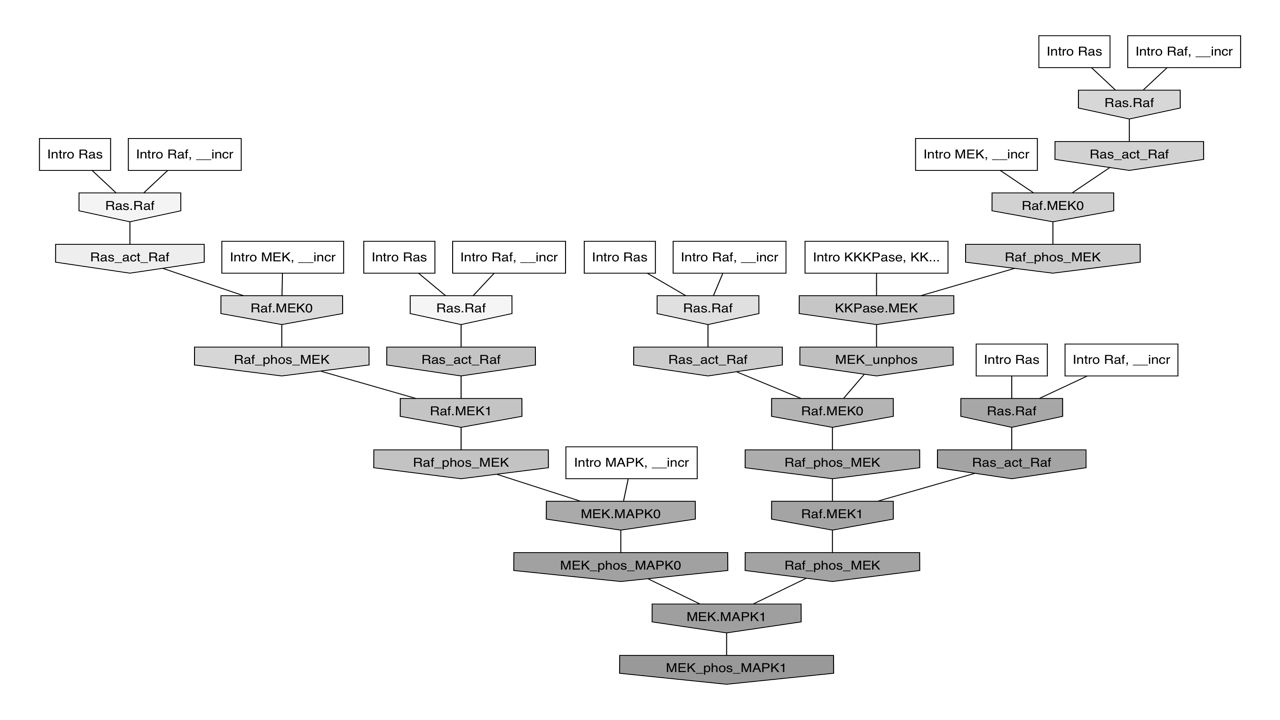 Intro Ras
Intro Raf, __incr
Ras.Raf
Intro Ras
Intro Raf, __incr
Intro MEK, __incr
Ras_act_Raf
Ras.Raf
Raf.MEK0
Ras_act_Raf
Intro MEK, __incr
Intro Ras
Intro Raf, __incr
Intro Ras
Intro Raf, __incr
Intro KKKPase, KK...
Raf_phos_MEK
Raf.MEK0
Ras.Raf
Ras.Raf
KKPase.MEK
Raf_phos_MEK
Ras_act_Raf
Ras_act_Raf
MEK_unphos
Intro Ras
Intro Raf, __incr
Raf.MEK1
Raf.MEK0
Ras.Raf
Raf_phos_MEK
Intro MAPK, __incr
Raf_phos_MEK
Ras_act_Raf
MEK.MAPK0
Raf.MEK1
MEK_phos_MAPK0
Raf_phos_MEK
MEK.MAPK1
MEK_phos_MAPK1